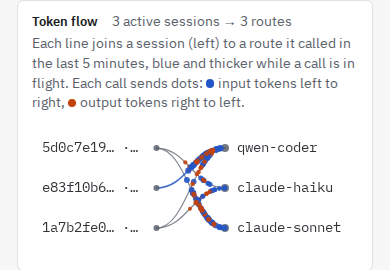 Token flow 3 active sessions → 3 routes
Each line joins a session (left) to a route it called in
the last 5 minutes, blue and thicker while a call is in
flight. Each call sends dots: input tokens left to
right, output tokens right to left.
5d0c7e19… ·… qwen-coder
e83f10b6… ·… claude-haiku
1a7b2fe0… ·… claude-sonnet